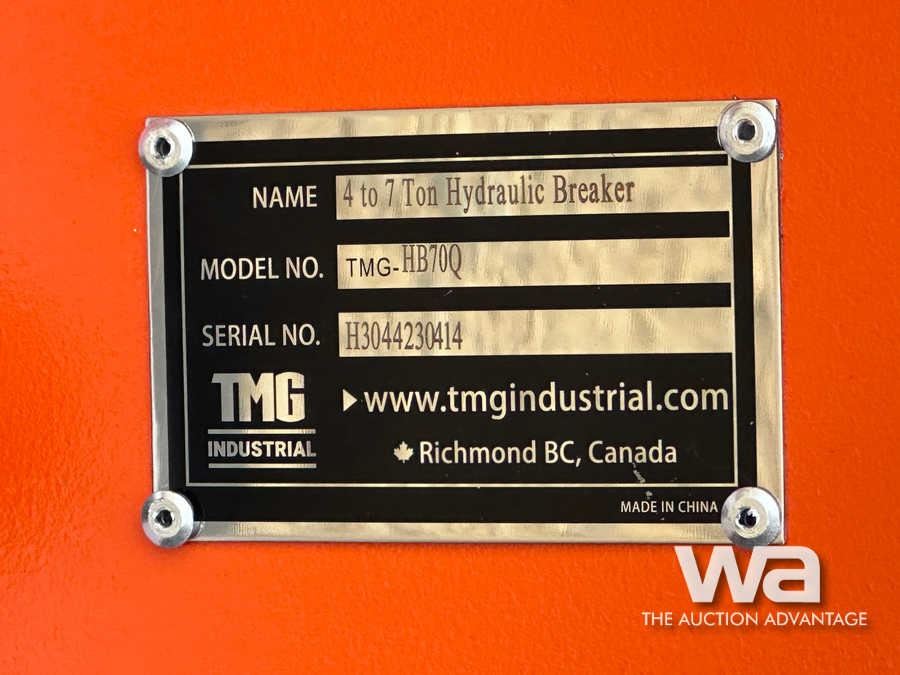 NAME 4 to 7 Ton Hydraulic Breaker
MODEL NO. TMG-HB70Q
SERIAL NO. H3044230414
TMG
INDUSTRIAL
www.tmgindustrial.com
Richmond BC, Canada
MADE IN CHINA
wa
THE AUCTION ADVANTAGE